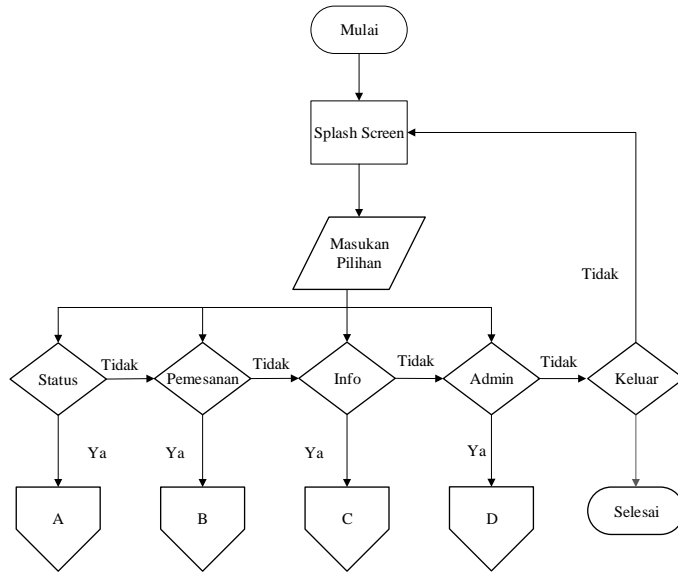 Mulai
Splash Screen
Masukan
Pilihan
Tidak
Status
Tidak
Pemesanan
Tidak
Info
Tidak
Admin
Tidak
Keluar
Ya
Ya
Ya
Ya
A
B
C
D
Selesai